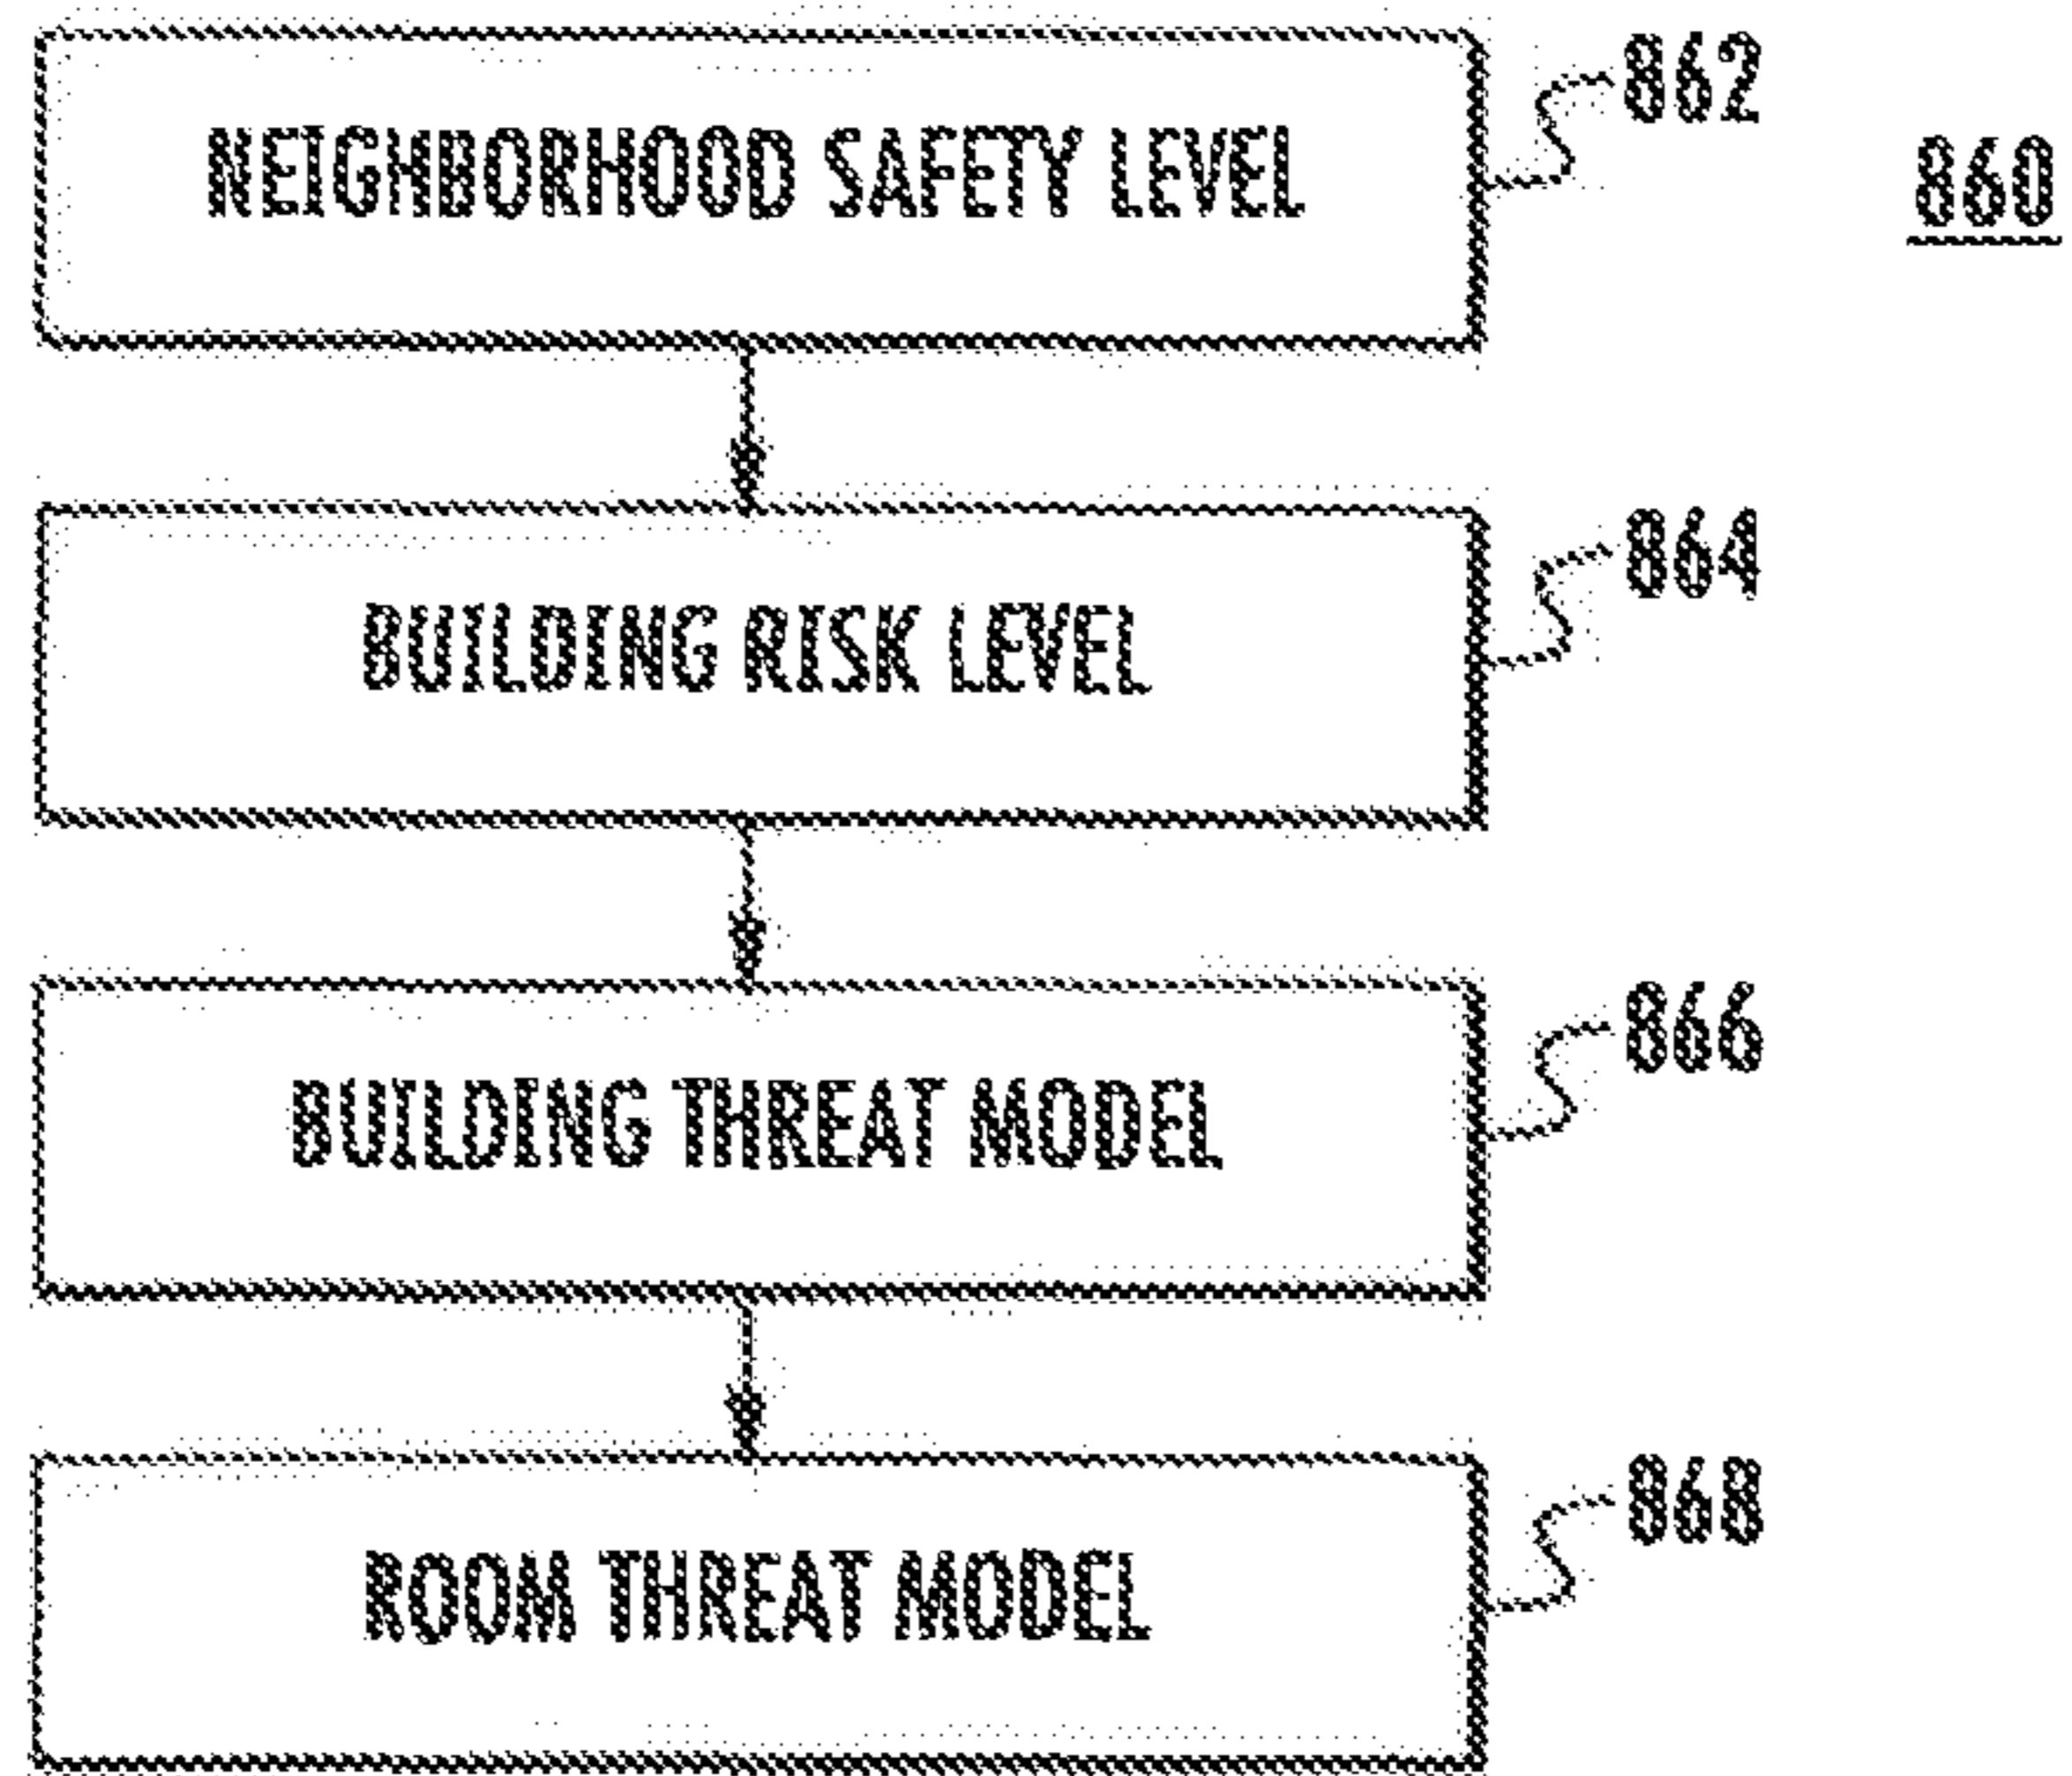 862
NEIGHBORHOOD SAFETY LEVEL
860
864
BUILDING RISK LEVEL
866
BUILDING THREAT MODEL
868
ROOM THREAT MODEL